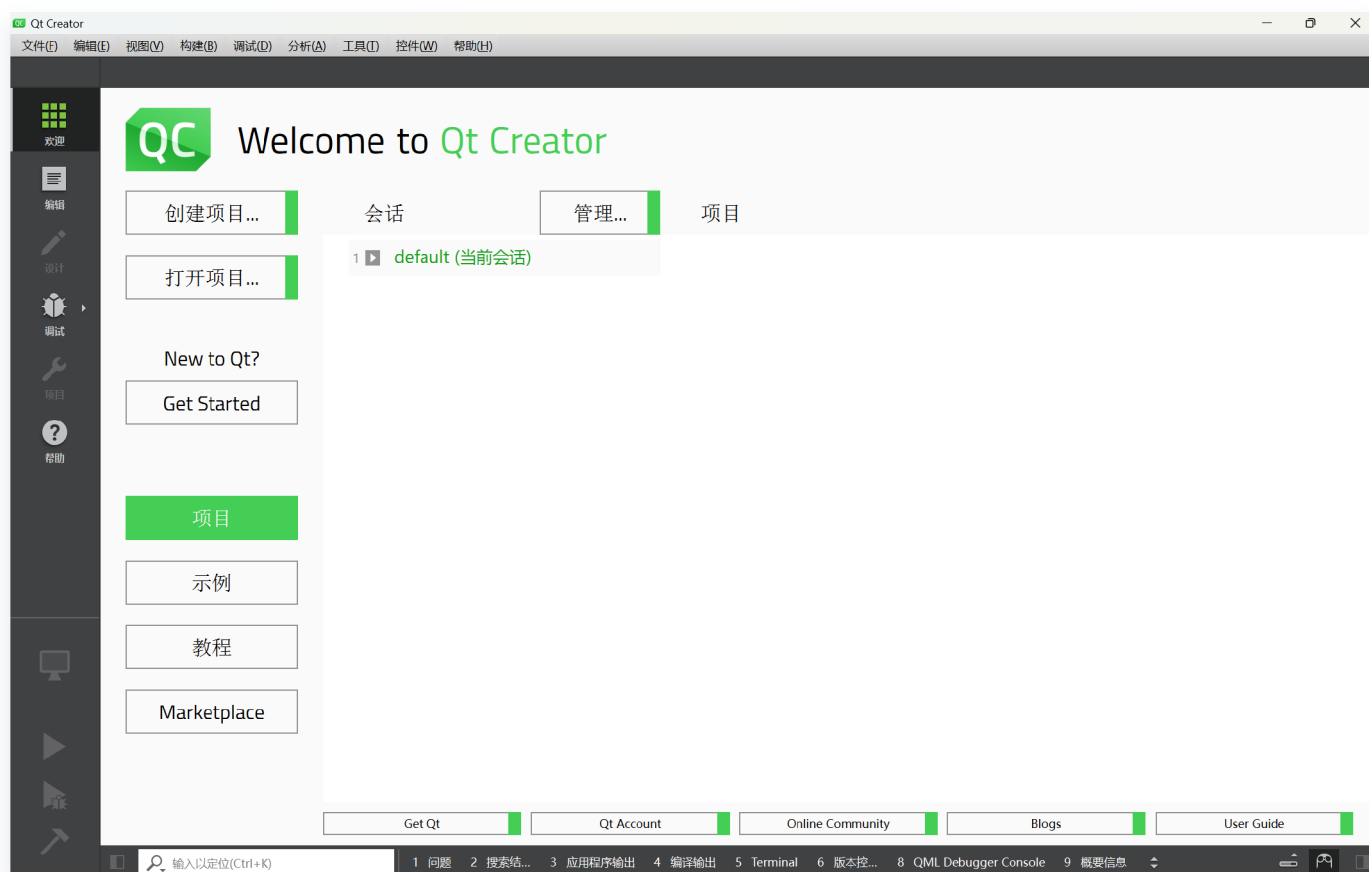 QC Qt Creator
文件(F) 编辑(E) 视图(V) 构建(B) 调试(D) 分析(A) 工具(T) 控件(W) 帮助(H)
欢迎
编辑
设计
调试
项目
帮助
QC Welcome to Qt Creator
创建项目... 会话 管理... 项目
1 default (当前会话)
打开项目...
New to Qt?
Get Started
项目
示例
教程
Marketplace
Get Qt Qt Account Online Community Blogs User Guide
输入以定位(Ctrl+K) 1 问题 2 搜索结... 3 应用程序输出 4 编译输出 5 Terminal 6 版本控... 8 QML Debugger Console 9 概要信息